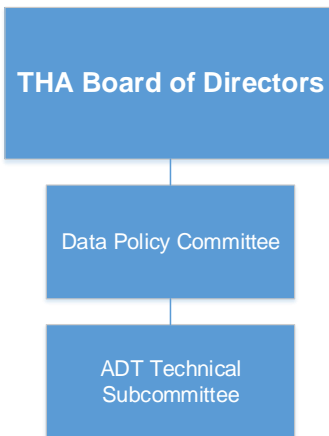 THA Board of Directors
Data Policy Committee
ADT Technical
Subcommittee